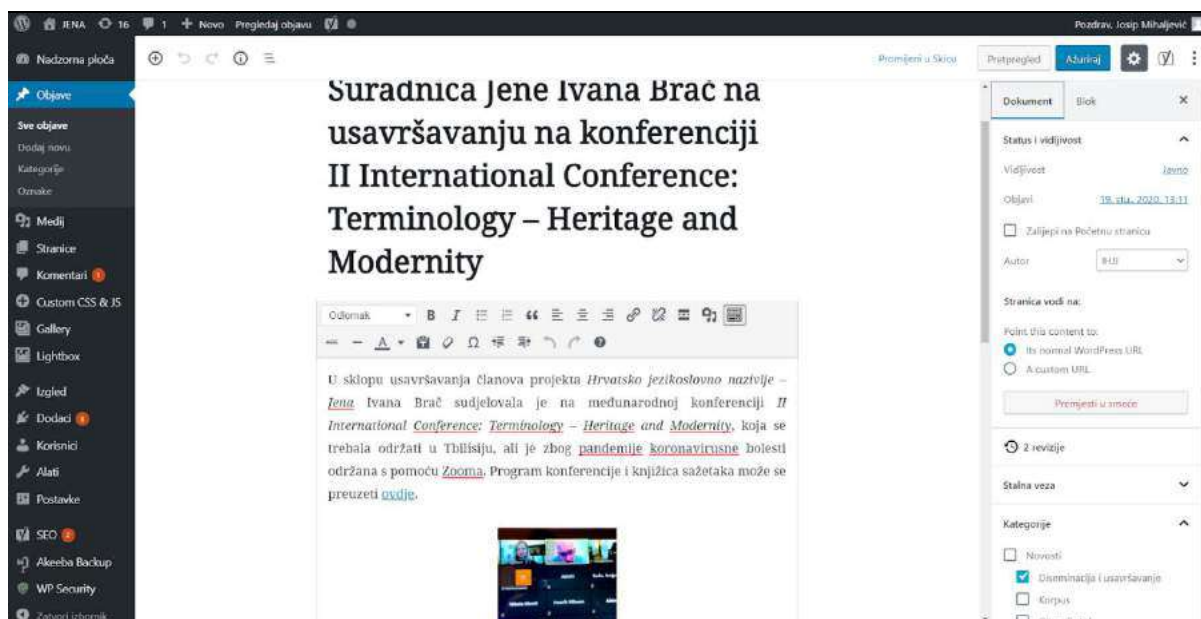 JENA 16 1 + Novo Pregledaj objavu
Pozdrav, Josip Mihaljević
Nadzorna ploča
Objave
Sve objave
Dodaj novu
Kategorije
Oznake
Medij
Stranice
Komentari 1
Custom CSS & JS
Gallery
Lightbox
Izgled
Dodaci
Korisnici
Alati
Postavke
SEO 2
Akeeba Backup
WP Security
Zatvori izbornik
Promijeni u Skicu
Pretpregled
Ažuriraj
Suradnica Jene Ivana Brač na
usavršavanju na konferenciji
II International Conference:
Terminology – Heritage and
Modernity
Odlomak
U sklopu usavršavanja članova projekta Hrvatsko jezikoslovno nazivlje –
Jena Ivana Brač sudjelovala je na međunarodnoj konferenciji II
International Conference: Terminology – Heritage and Modernity, koja se
trebala održati u Tbilisiju, ali je zbog pandemije koronavirusne bolesti
održana s pomoću Zooma. Program konferencije i knjižica sažetaka može se
preuzeti ovdje.
Dokument Blok
Status i vidljivost
Vidljivost Javno
Objavi 19. stu., 2020. 13:11
Zalijepi na Početnu stranicu
Autor IHJJ
Stranica vodi na:
Point this content to:
Its normal WordPress URL
A custom URL
Premjesti u smeće
2 revizije
Stalna veza
Kategorije
Novosti
Diseminacija i usavršavanje
Korpus